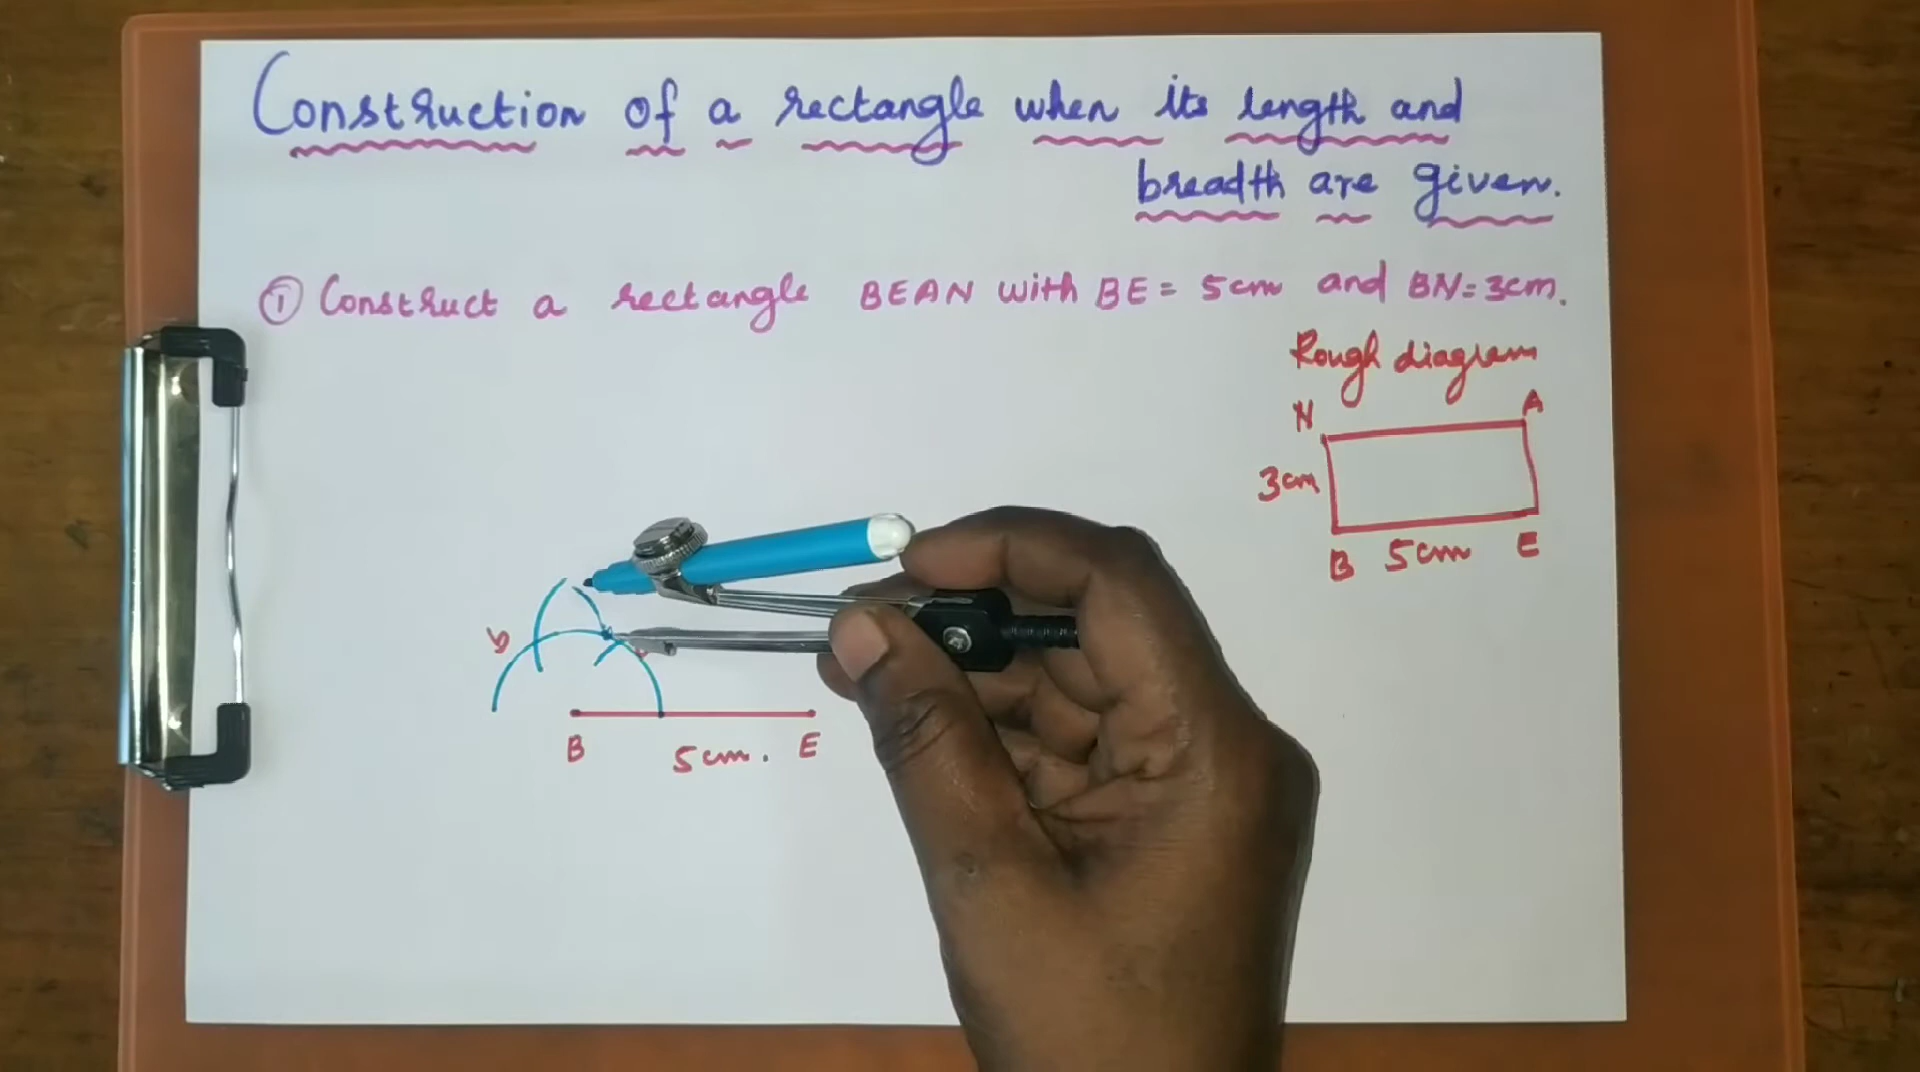 Construction of a rectangle when its length and
breadth are given.
① Construct a rectangle BEAN with BE = 5cm and BN = 3cm.
Rough diagram
N A
3cm
B 5cm E
B 5cm. E